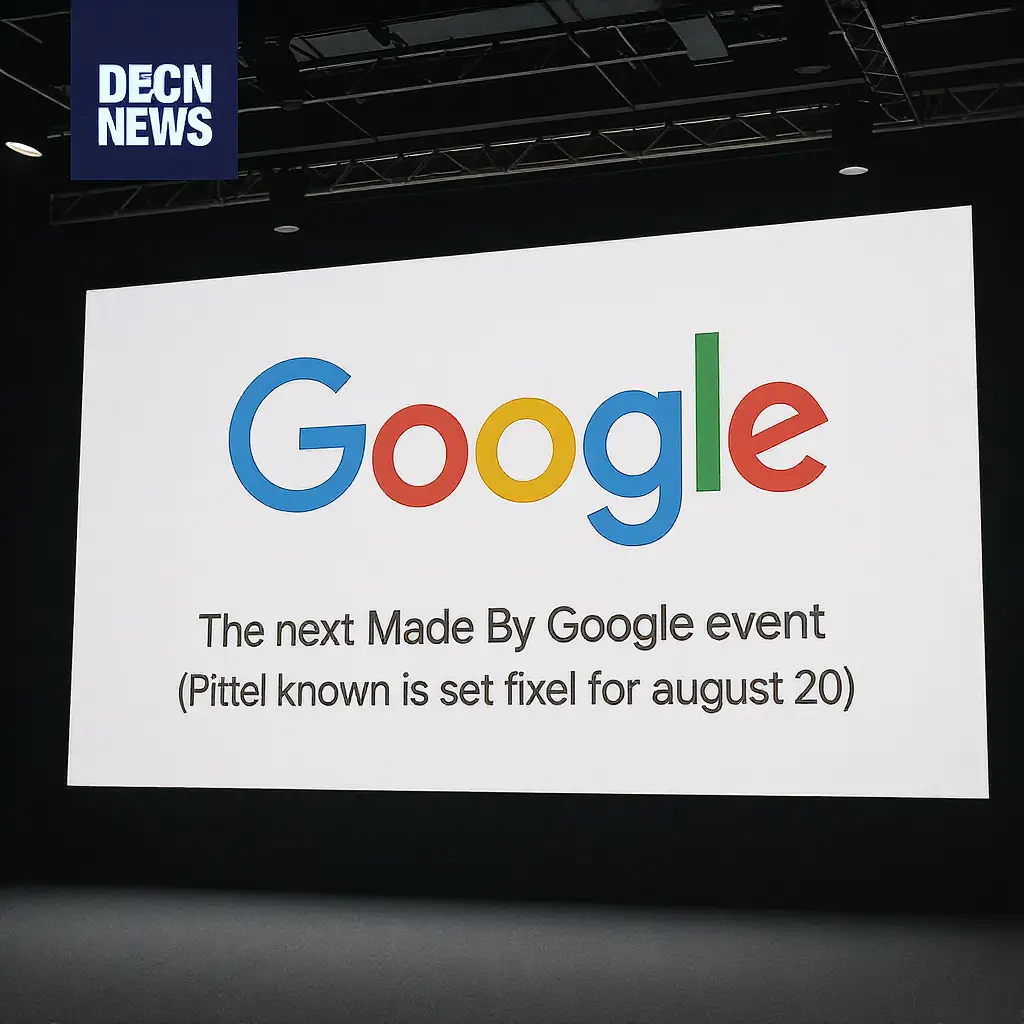 DECN
NEWS
Google
The next Made By Google event
(Pittel known is set fixel for august 20)